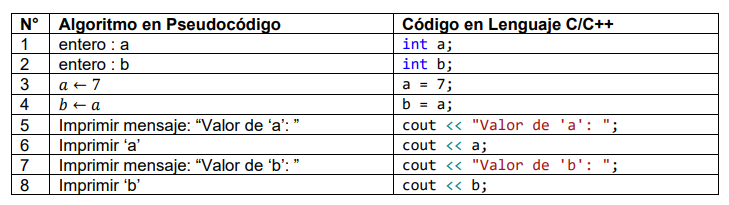 N° Algoritmo en Pseudocódigo Código en Lenguaje C/C++
1 entero : a int a;
2 entero : b int b;
3 a ← 7 a = 7;
4 b ← a b = a;
5 Imprimir mensaje: “Valor de ‘a’: ” cout << "Valor de 'a': ";
6 Imprimir ‘a’ cout << a;
7 Imprimir mensaje: “Valor de ‘b’: ” cout << "Valor de 'b': ";
8 Imprimir ‘b’ cout << b;